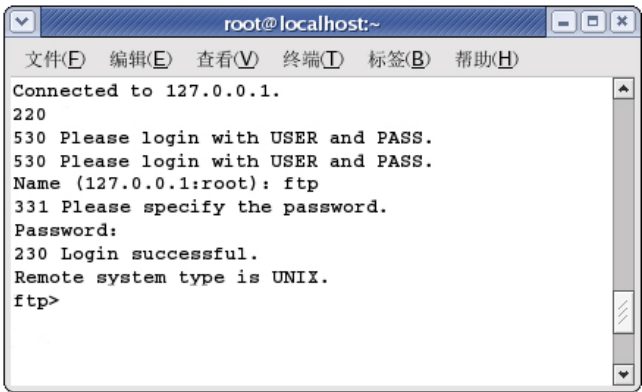 root@localhost:~
文件(F) 编辑(E) 查看(V) 终端(T) 标签(B) 帮助(H)
Connected to 127.0.0.1.
220
530 Please login with USER and PASS.
530 Please login with USER and PASS.
Name (127.0.0.1:root): ftp
331 Please specify the password.
Password:
230 Login successful.
Remote system type is UNIX.
ftp>